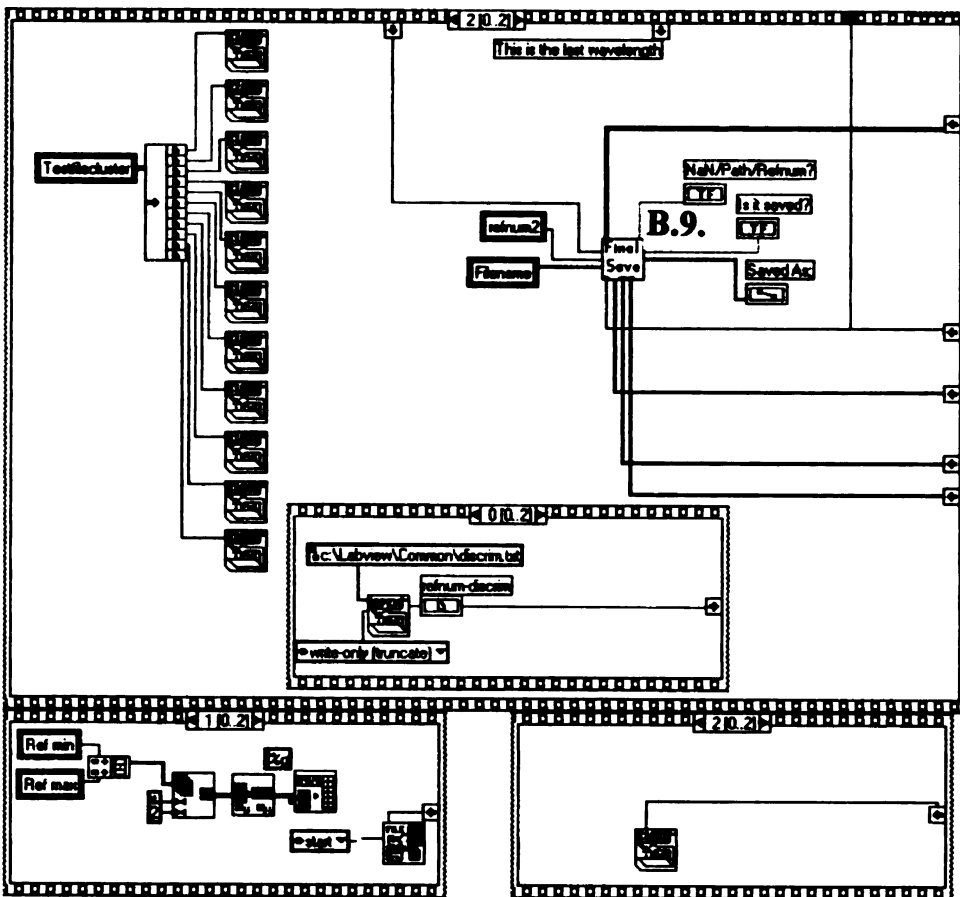 2 [0..2]
This is the last wavelength
TestRecluster
NaN/Path/Refnum?
TF
Is it saved?
TF
B.9.
refnum2
Final
Save
Filename
Saved As:
0 [0..2]
c:\Labview\Common\discrim.txt
refnum-discrim
write-only (truncate)
1 [0..2]
Ref min
Ref max
%d
start
2 [0..2]